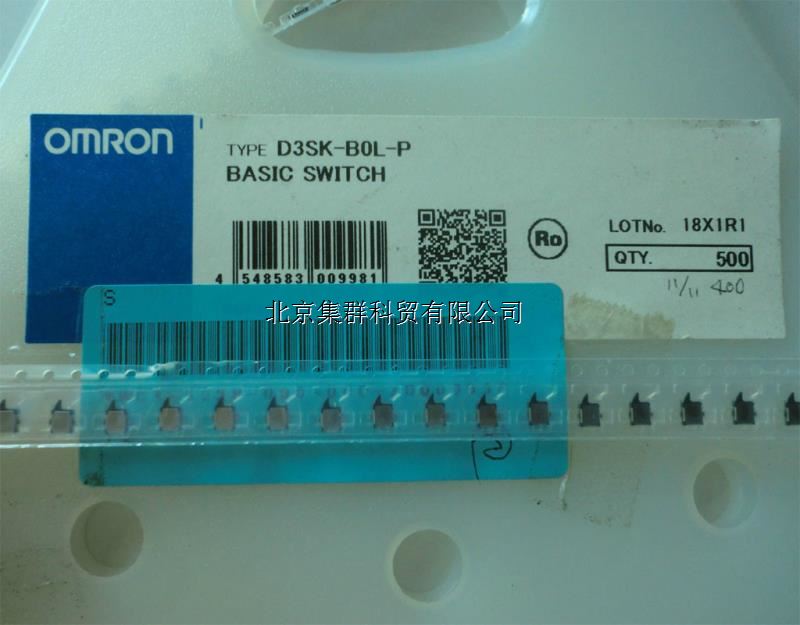 OMRON
TYPE D3SK-B0L-P
BASIC SWITCH
4 548583 009981
Ro
LOTNo. 18X1R1
QTY. 500
11/11 400
S
北京集群科贸有限公司